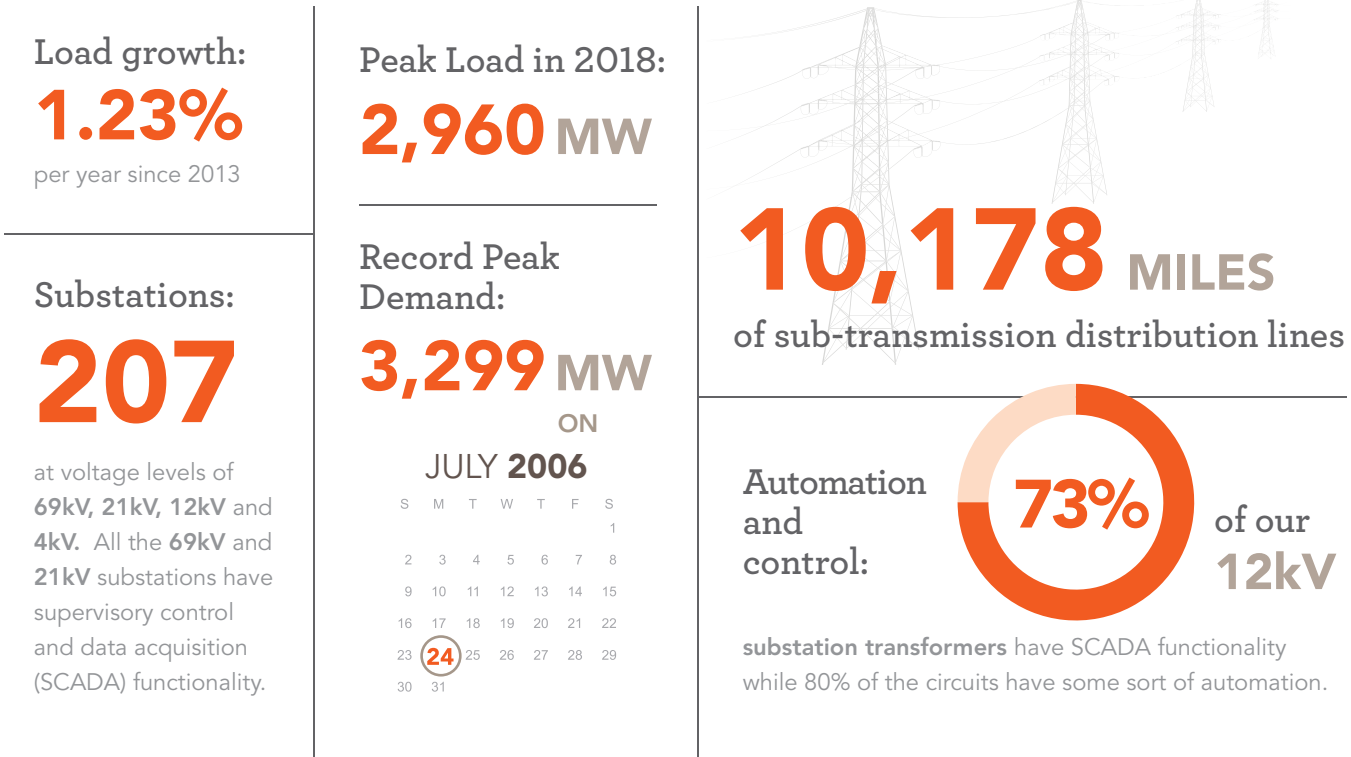 Load growth:
1.23%
per year since 2013
Substations:
207
at voltage levels of
69kV, 21kV, 12kV and
4kV. All the 69kV and
21kV substations have
supervisory control
and data acquisition
(SCADA) functionality.
Peak Load in 2018:
2,960 MW
Record Peak
Demand:
3,299 MW
ON
JULY 2006
S M T W T F S
1
2 3 4 5 6 7 8
9 10 11 12 13 14 15
16 17 18 19 20 21 22
23 24 25 26 27 28 29
30 31
10,178 MILES
of sub-transmission distribution lines
Automation
and
control:
73%
of our
12kV
substation transformers have SCADA functionality
while 80% of the circuits have some sort of automation.